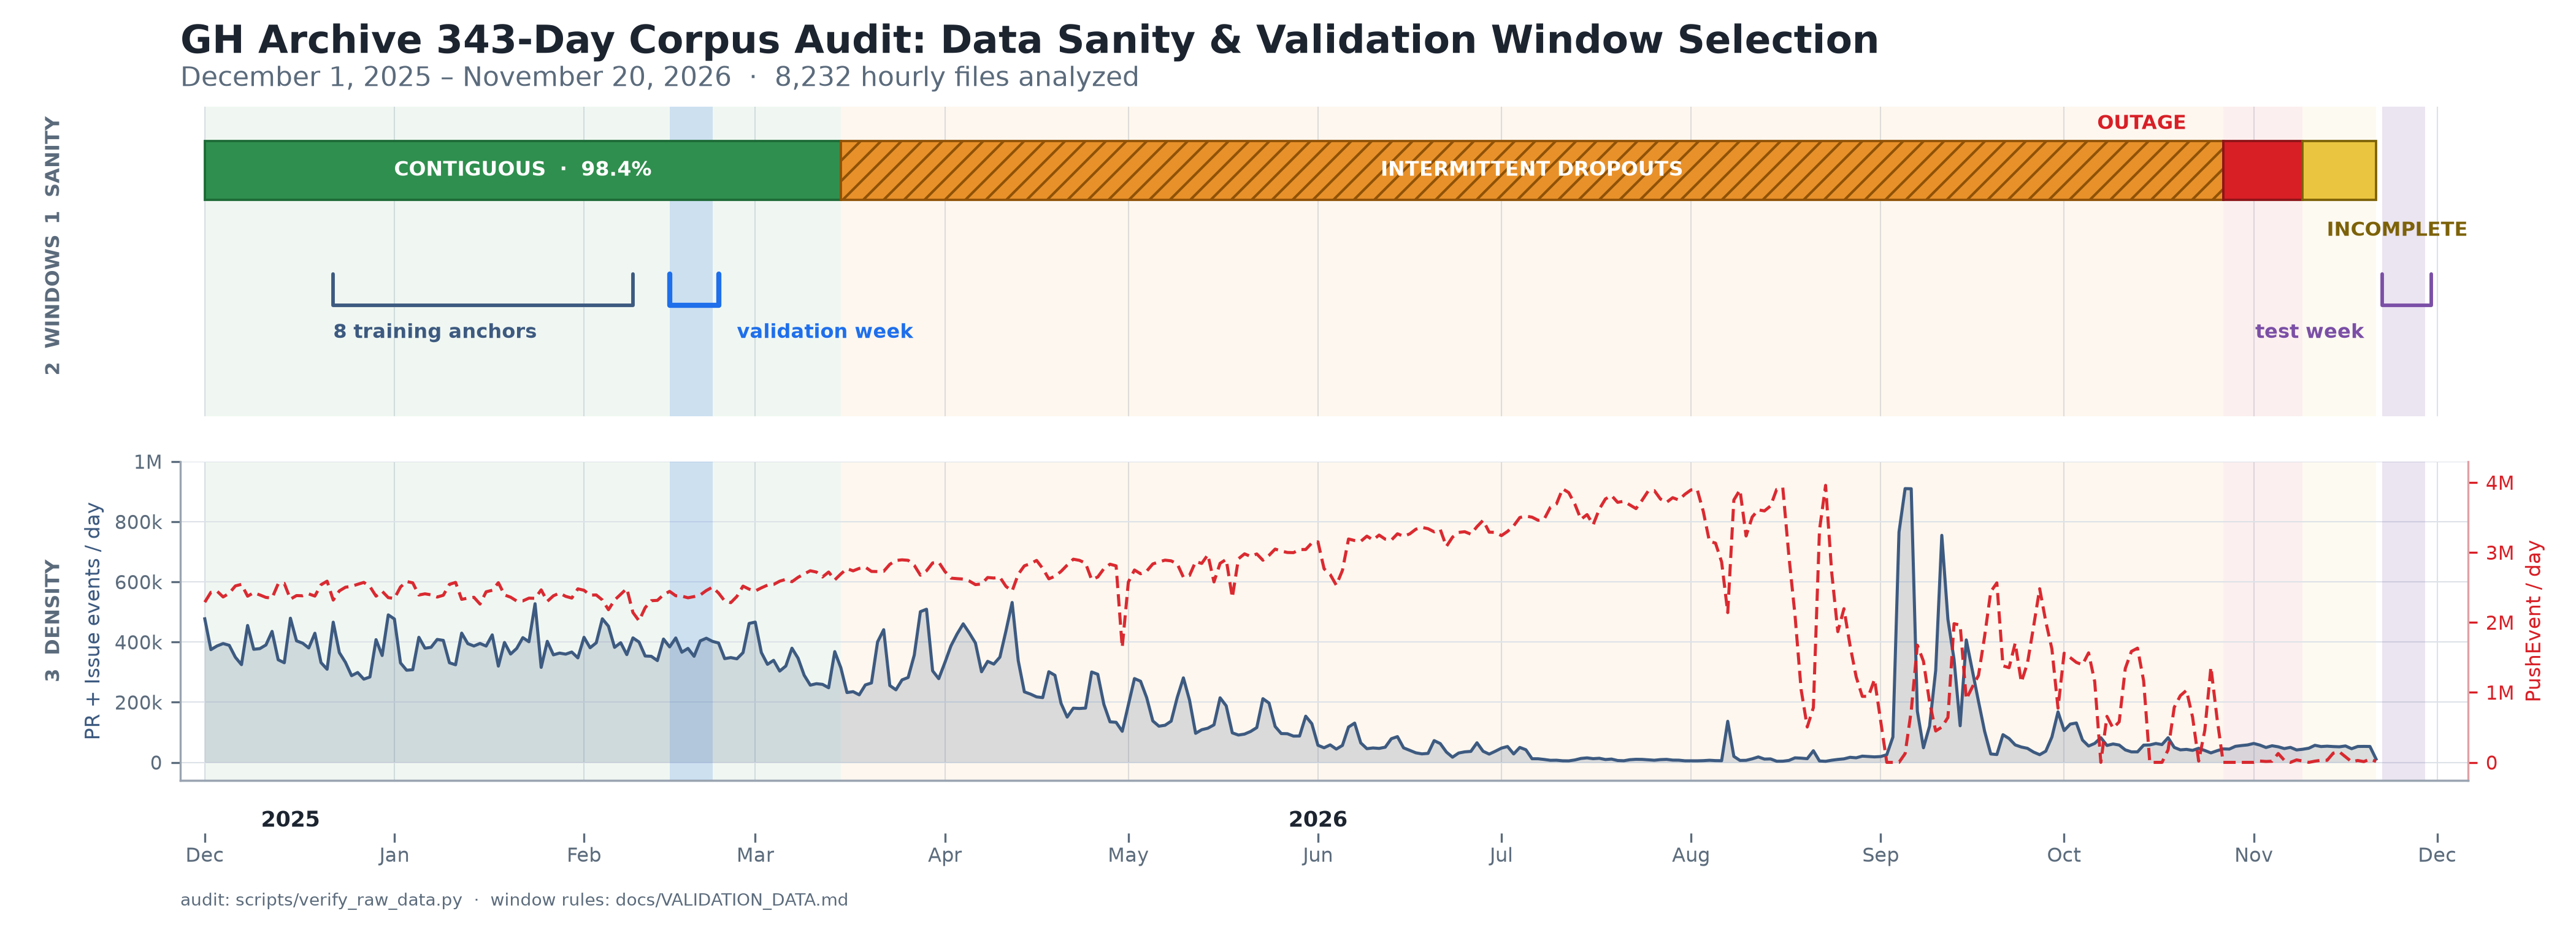 GH Archive 343-Day Corpus Audit: Data Sanity & Validation Window Selection
December 1, 2025 – November 20, 2026 · 8,232 hourly files analyzed
1 SANITY
OUTAGE
CONTIGUOUS · 98.4%
INTERMITTENT DROPOUTS
INCOMPLETE
2 WINDOWS
8 training anchors
validation week
test week
3 DENSITY
PR + Issue events / day
1M
800k
600k
400k
200k
0
4M
3M
2M
1M
0
PushEvent / day
2025
2026
Dec
Jan
Feb
Mar
Apr
May
Jun
Jul
Aug
Sep
Oct
Nov
Dec
audit: scripts/verify_raw_data.py · window rules: docs/VALIDATION_DATA.md